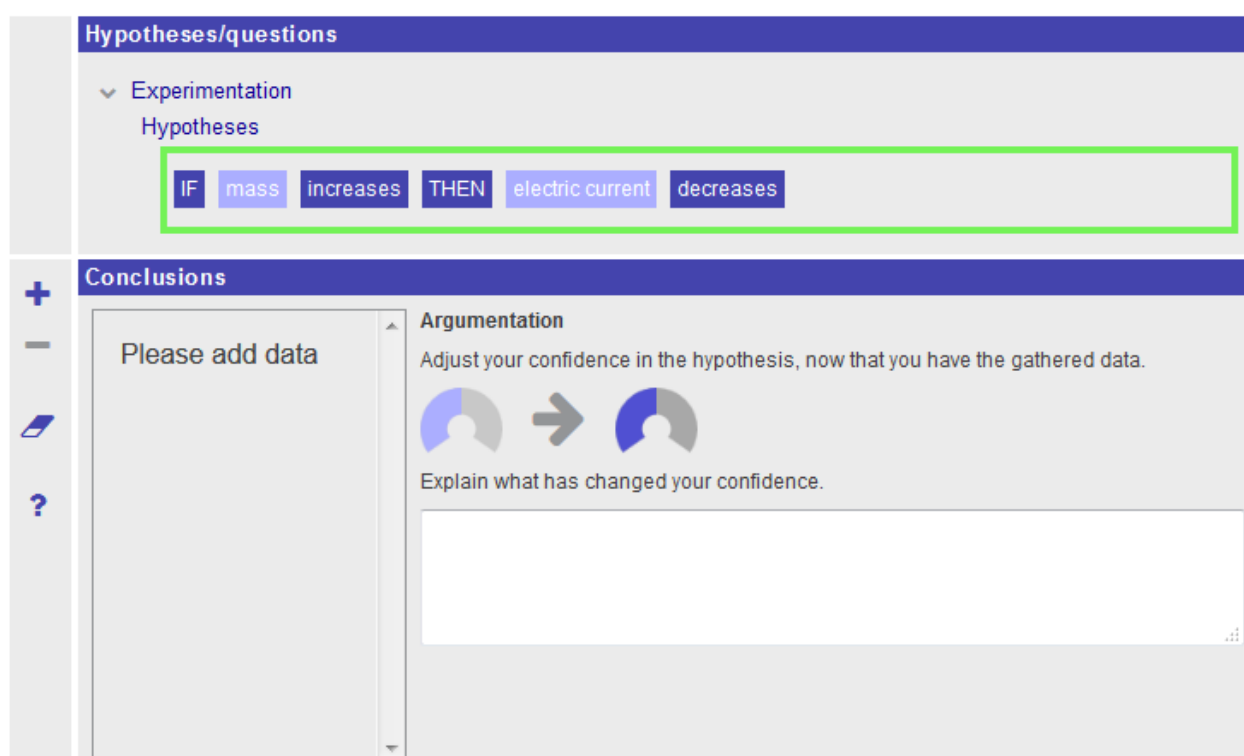 Hypotheses/questions
Experimentation
Hypotheses
IF mass increases THEN electric current decreases
Conclusions
Please add data
Argumentation
Adjust your confidence in the hypothesis, now that you have the gathered data.
Explain what has changed your confidence.
?